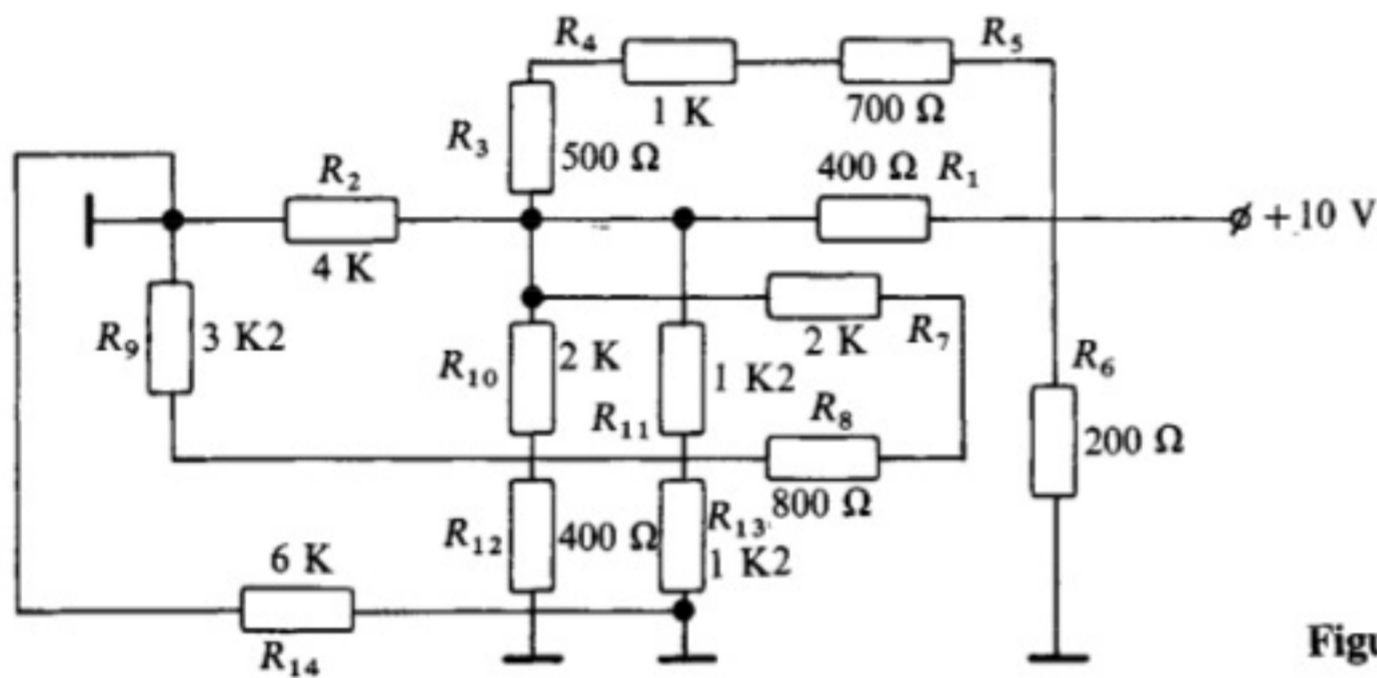 R4
R5
1 K
700 Ω
R3
500 Ω
400 Ω R1
R2
+10 V
4 K
R9
3 K2
R10
2 K
1 K2
2 K
R7
R6
R11
R8
200 Ω
800 Ω
R12
400 Ω
R13
1 K2
6 K
R14
Figu